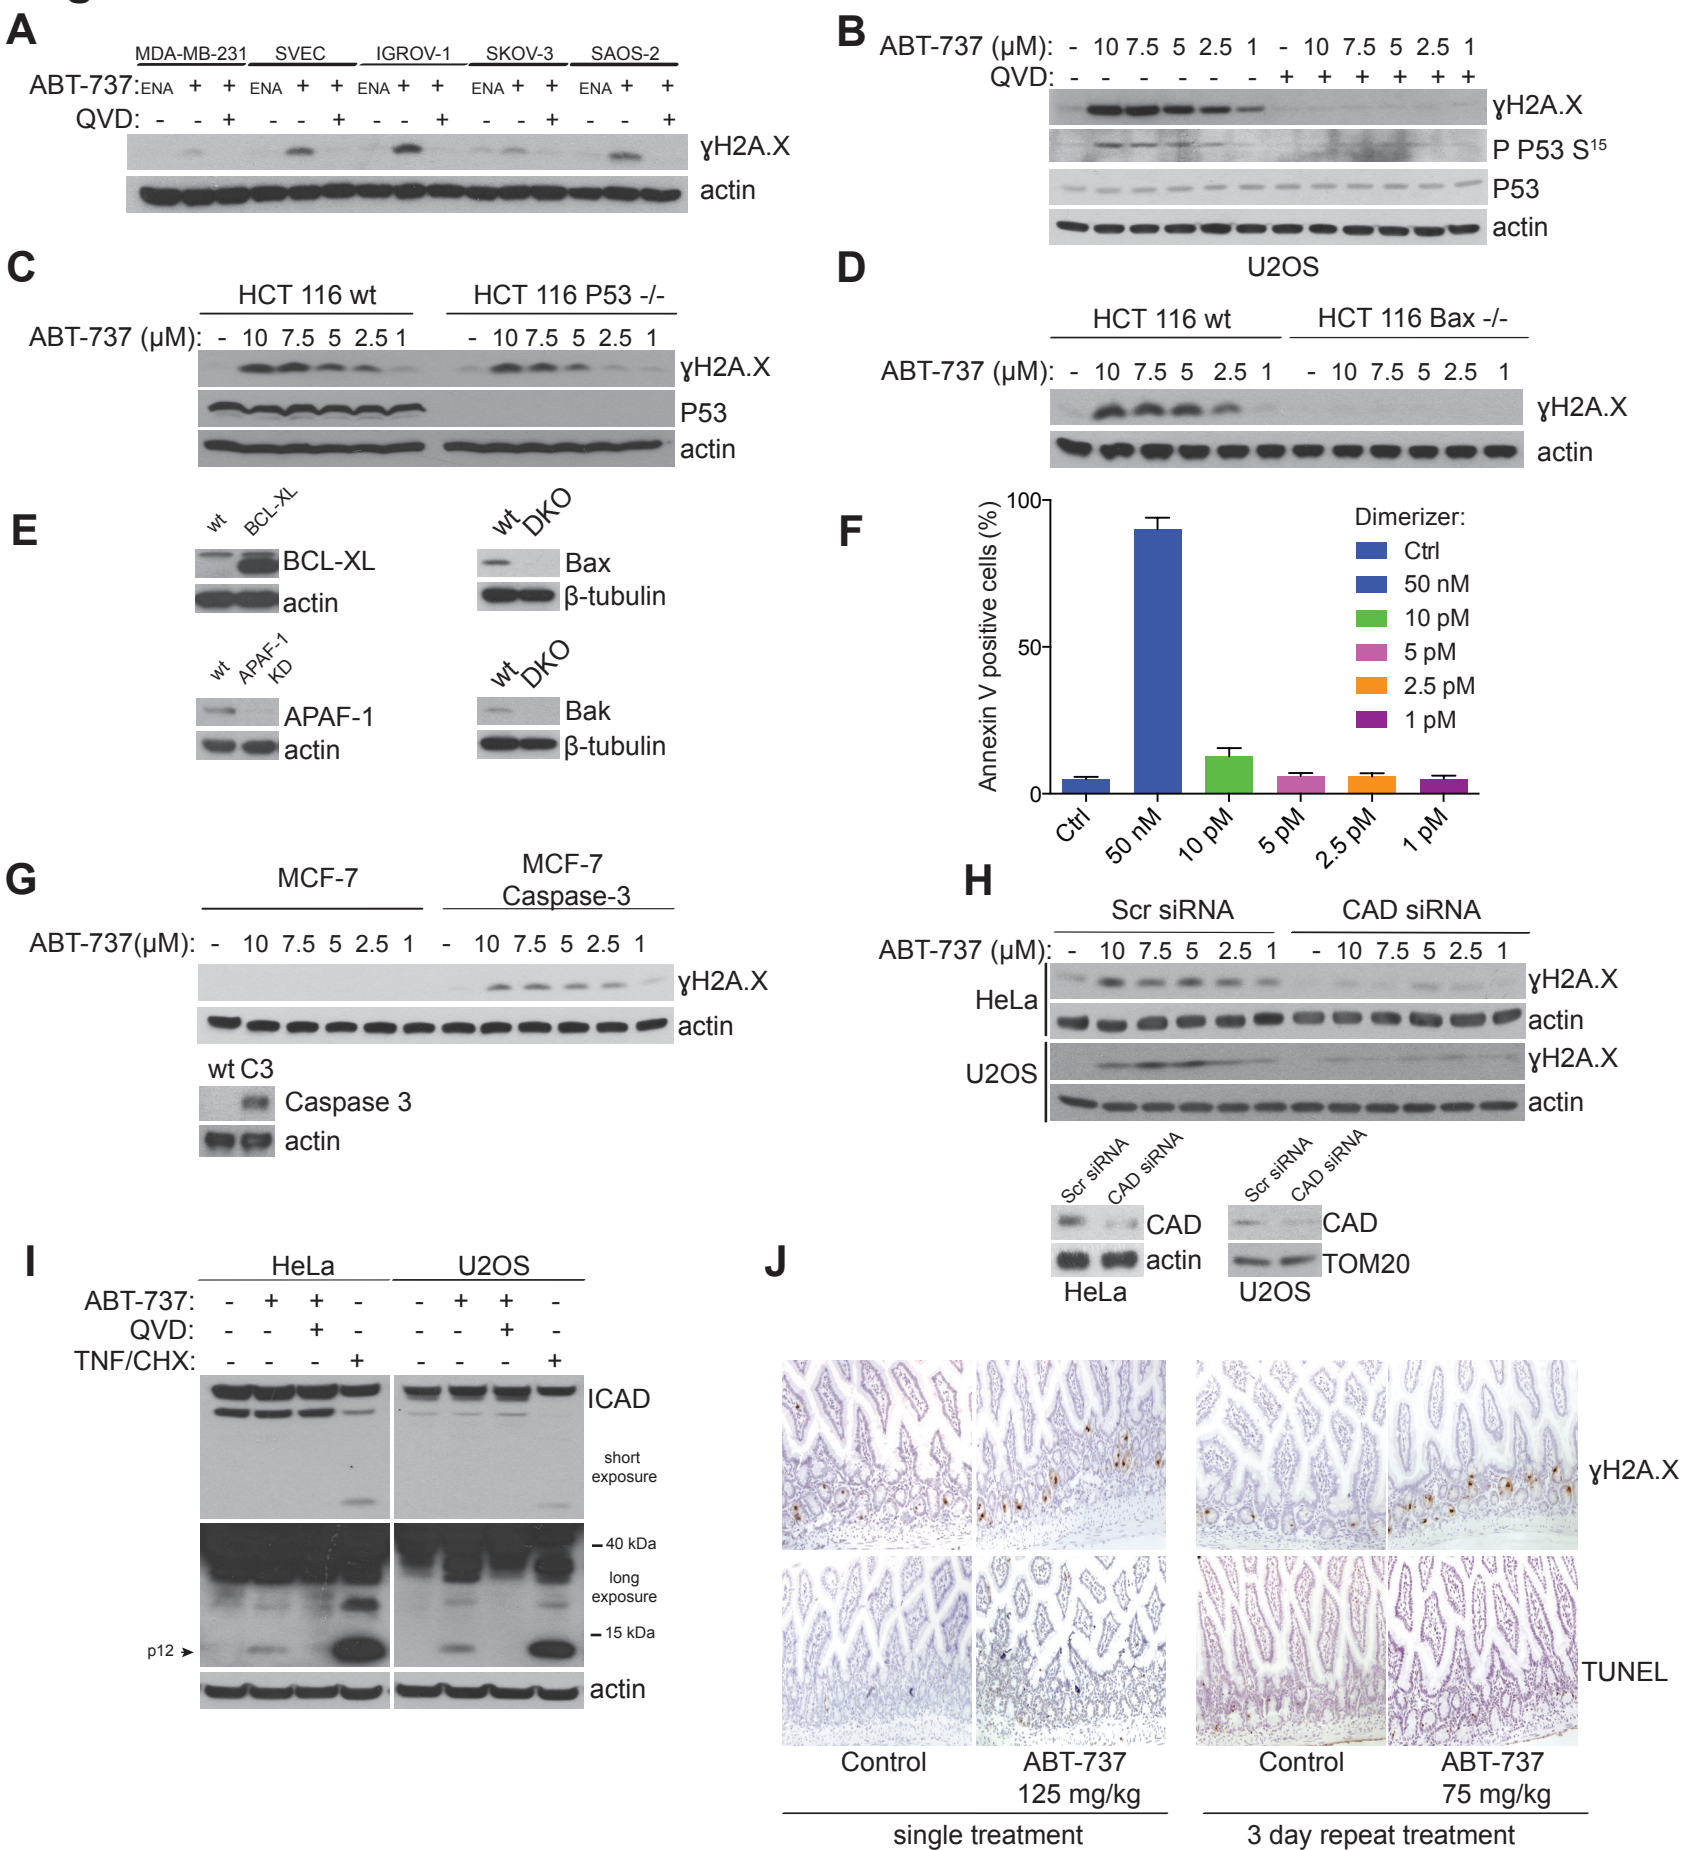 A
MDA-MB-231 SVEC IGROV-1 SKOV-3 SAOS-2
ABT-737: ENA + + ENA + + ENA + + ENA + + ENA + +
QVD: - - + - - + - - + - - + - - +
ɣH2A.X
actin
B
ABT-737 (µM): - 10 7.5 5 2.5 1 - 10 7.5 5 2.5 1
QVD: - - - - - - + + + + + +
ɣH2A.X
P P53 S15
P53
actin
U2OS
C
HCT 116 wt HCT 116 P53 -/-
ABT-737 (µM): - 10 7.5 5 2.5 1 - 10 7.5 5 2.5 1
ɣH2A.X
P53
actin
D
HCT 116 wt HCT 116 Bax -/-
ABT-737 (µM): - 10 7.5 5 2.5 1 - 10 7.5 5 2.5 1
ɣH2A.X
actin
E
wt BCL-XL
BCL-XL
actin
wt DKO
Bax
β-tubulin
wt APAF-1 KD
APAF-1
actin
wt DKO
Bak
β-tubulin
F
Annexin V positive cells (%)
100
50
0
Dimerizer:
Ctrl
50 nM
10 pM
5 pM
2.5 pM
1 pM
Ctrl 50 nM 10 pM 5 pM 2.5 pM 1 pM
G
MCF-7 MCF-7
Caspase-3
ABT-737(µM): - 10 7.5 5 2.5 1 - 10 7.5 5 2.5 1
ɣH2A.X
actin
wt C3
Caspase 3
actin
H
Scr siRNA CAD siRNA
ABT-737 (µM): - 10 7.5 5 2.5 1 - 10 7.5 5 2.5 1
HeLa
ɣH2A.X
actin
U2OS
ɣH2A.X
actin
Scr siRNA CAD siRNA Scr siRNA CAD siRNA
CAD CAD
actin TOM20
HeLa U2OS
I
HeLa U2OS
ABT-737: - + + - - + + -
QVD: - - + - - - + -
TNF/CHX: - - - + - - - +
ICAD
short
exposure
40 kDa
long
exposure
15 kDa
p12
actin
J
ɣH2A.X
TUNEL
Control ABT-737 Control ABT-737
125 mg/kg 75 mg/kg
single treatment 3 day repeat treatment